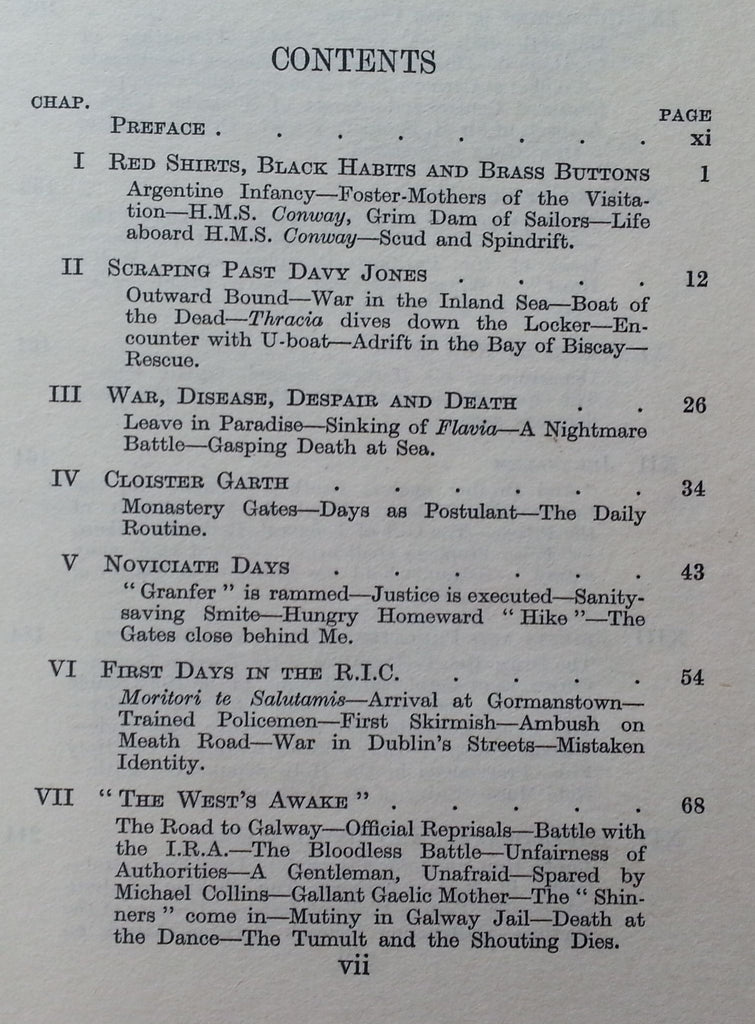 CONTENTS
CHAP.
PAGE
PREFACE . . . . . . . . xi
I RED SHIRTS, BLACK HABITS AND BRASS BUTTONS 1
Argentine Infancy—Foster-Mothers of the Visita-
tion—H.M.S. Conway, Grim Dam of Sailors—Life
aboard H.M.S. Conway—Scud and Spindrift.
II SCRAPING PAST DAVY JONES . . . . 12
Outward Bound—War in the Inland Sea—Boat of
the Dead—Thracia dives down the Locker—En-
counter with U-boat—Adrift in the Bay of Biscay—
Rescue.
III WAR, DISEASE, DESPAIR AND DEATH . . 26
Leave in Paradise—Sinking of Flavia—A Nightmare
Battle—Gasping Death at Sea.
IV CLOISTER GARTH . . . . . . 34
Monastery Gates—Days as Postulant—The Daily
Routine.
V NOVICIATE DAYS . . . . . . 43
“ Granfer ” is rammed—Justice is executed—Sanity-
saving Smite—Hungry Homeward “ Hike ”—The
Gates close behind Me.
VI FIRST DAYS IN THE R.I.C. . . . . 54
Moritori te Salutamis—Arrival at Gormanstown—
Trained Policemen—First Skirmish—Ambush on
Meath Road—War in Dublin's Streets—Mistaken
Identity.
VII “ THE WEST'S AWAKE ” . . . . . 68
The Road to Galway—Official Reprisals—Battle with
the I.R.A.—The Bloodless Battle—Unfairness of
Authorities—A Gentleman, Unafraid—Spared by
Michael Collins—Gallant Gaelic Mother—The “ Shin-
ners ” come in—Mutiny in Galway Jail—Death at
the Dance—The Tumult and the Shouting Dies.
vii